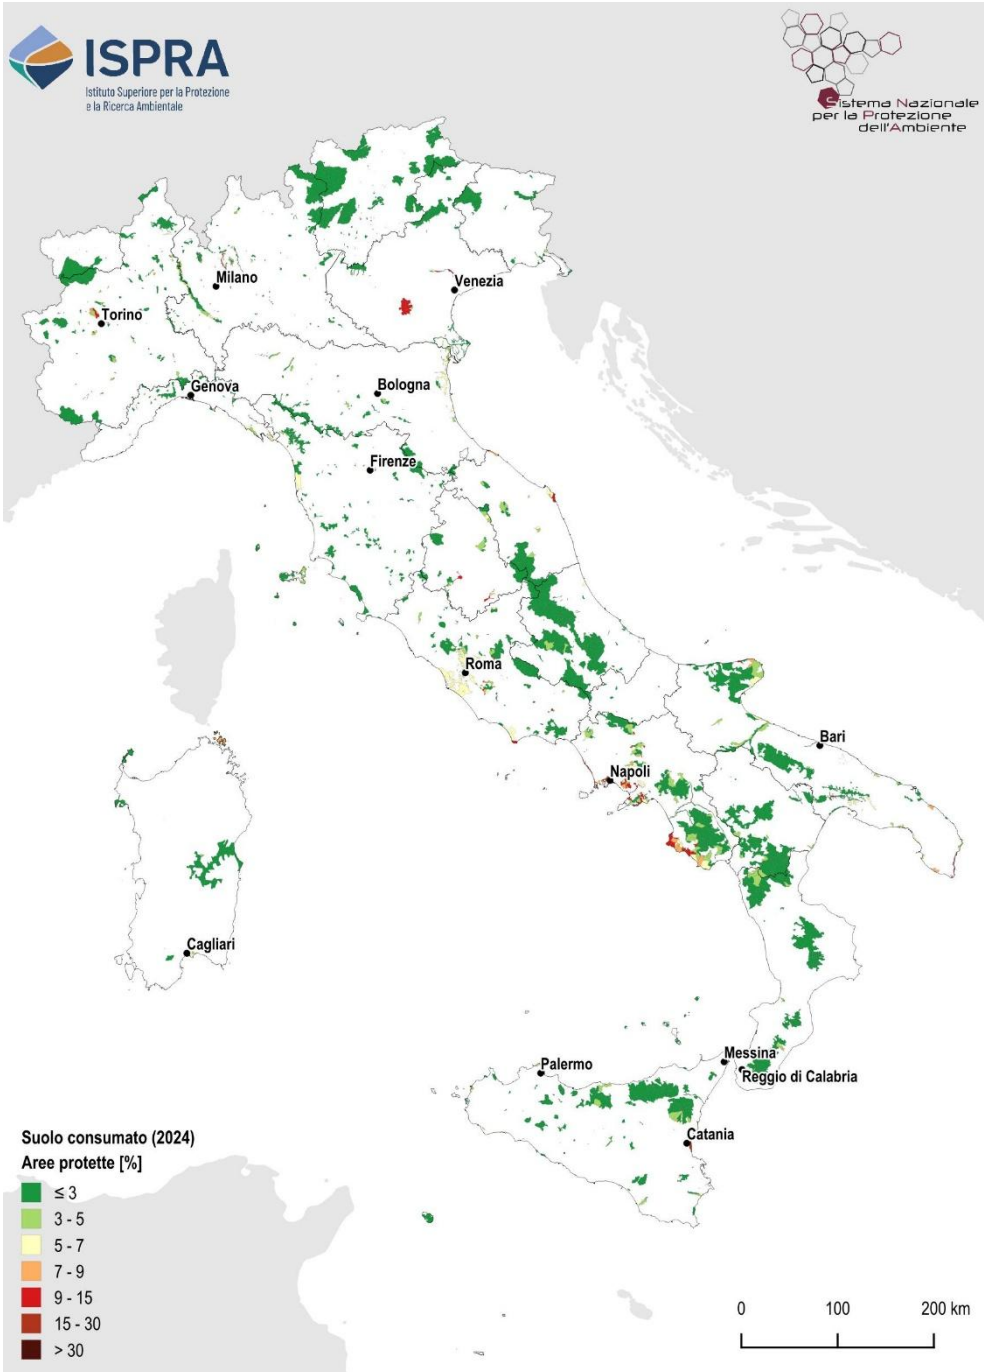 ISPRA
Istituto Superiore per la Protezione
e la Ricerca Ambientale
Sistema Nazionale
per la Protezione
dell'Ambiente
Milano
Venezia
Torino
Genova
Bologna
Firenze
Roma
Bari
Napoli
Cagliari
Messina
Palermo
Reggio di Calabria
Catania
Suolo consumato (2024)
Aree protette [%]
≤ 3
3 - 5
5 - 7
7 - 9
9 - 15
15 - 30
> 30
0 100 200 km